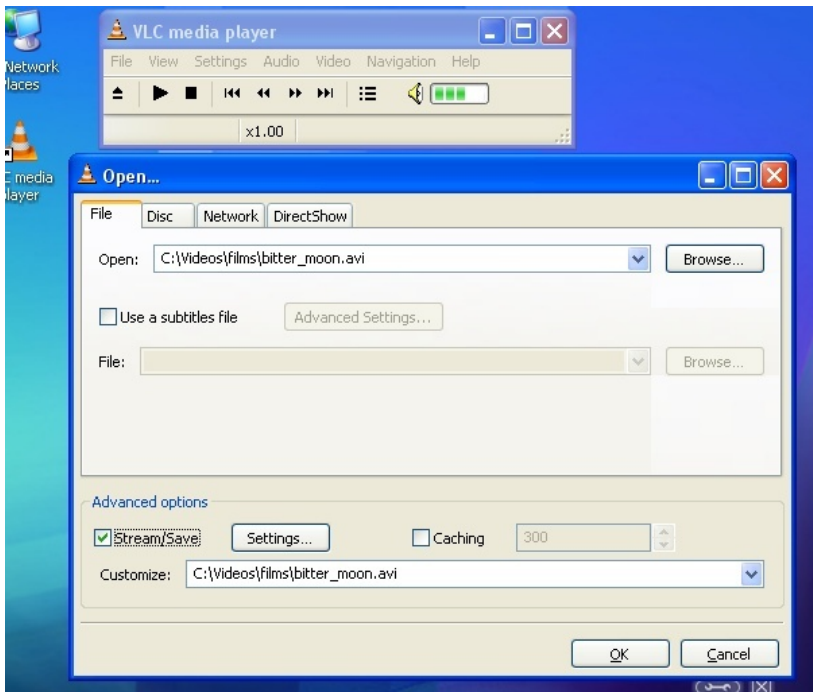 Network
laces
C media
layer
VLC media player
File View Settings Audio Video Navigation Help
x1.00
Open...
File Disc Network DirectShow
Open: C:\Videos\films\bitter_moon.avi Browse...
Use a subtitles file Advanced Settings...
File: Browse...
Advanced options
Stream/Save Settings... Caching 300
Customize: C:\Videos\films\bitter_moon.avi
OK Cancel